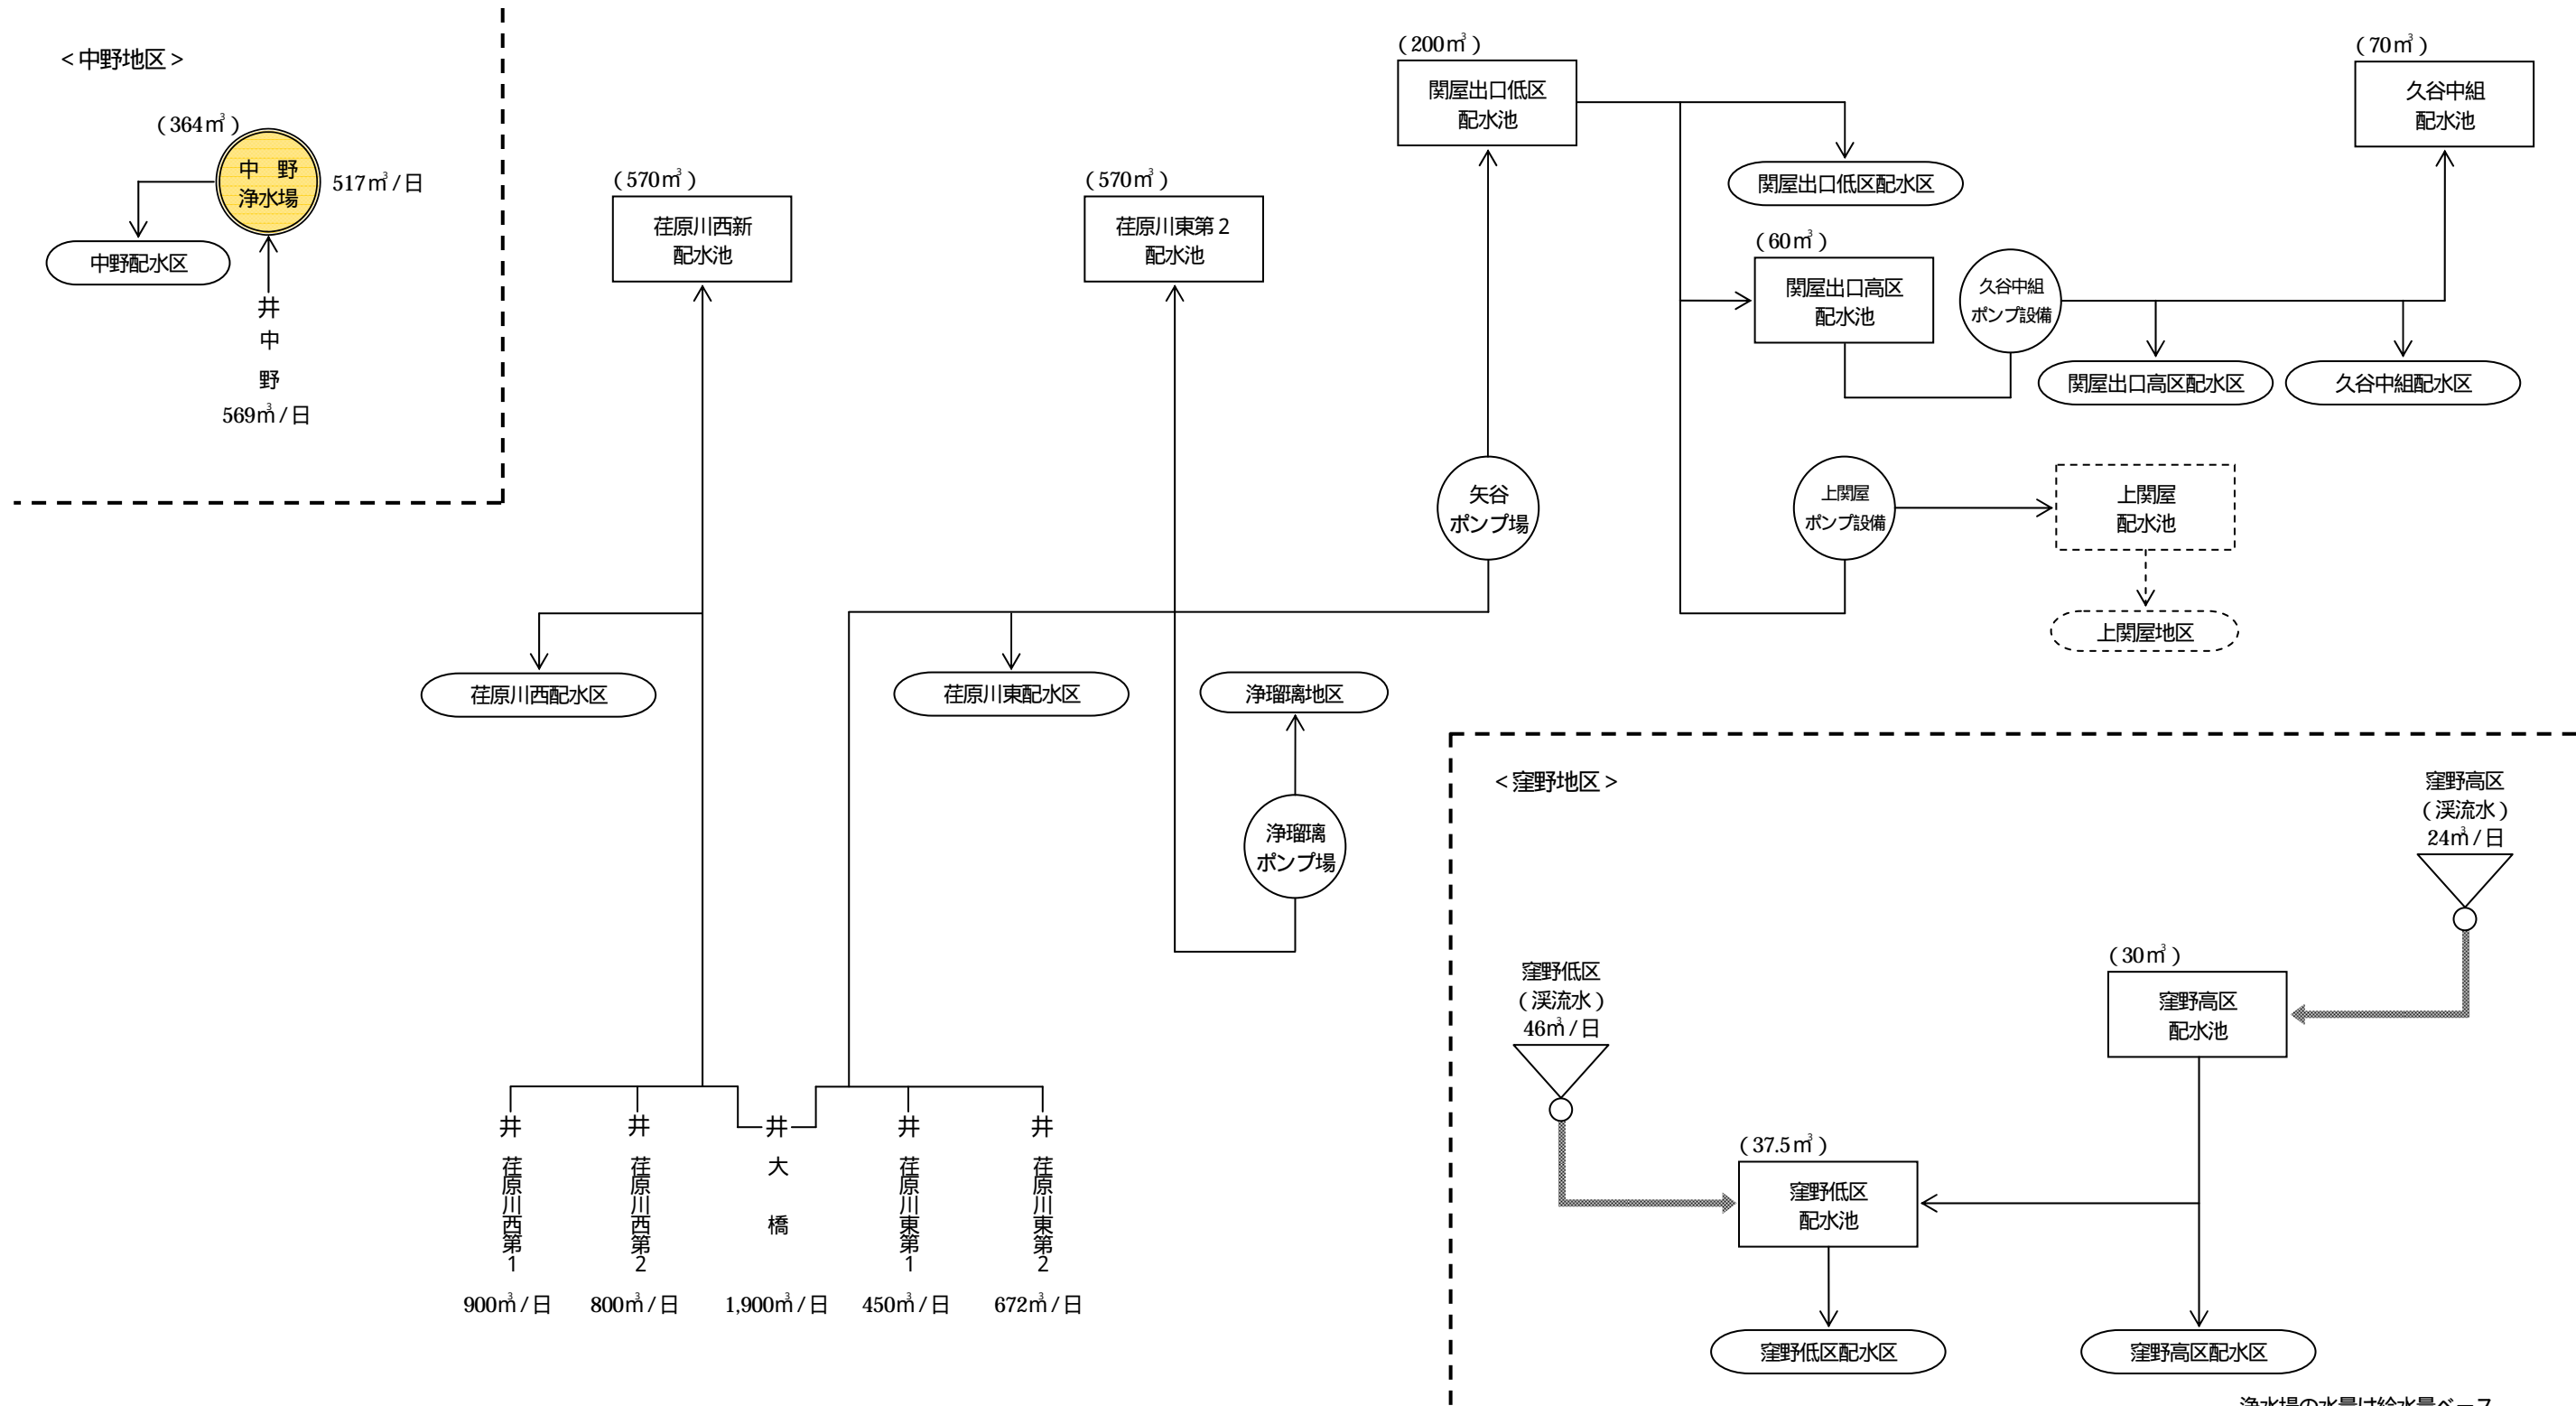 ＜中野地区＞
（364㎥）
中　野
浄水場
517㎥/日
中野配水区
井
中
野
569㎥/日
（570㎥）
荏原川西新
配水池
（570㎥）
荏原川東第２
配水池
（200㎥）
関屋出口低区
配水池
関屋出口低区配水区
（60㎥）
関屋出口高区
配水池
久谷中組
ポンプ設備
（70㎥）
久谷中組
配水池
関屋出口高区配水区
久谷中組配水区
矢谷
ポンプ場
上関屋
ポンプ設備
上関屋
配水池
上関屋地区
荏原川西配水区
荏原川東配水区
浄瑠璃地区
浄瑠璃
ポンプ場
井
荏原川西第1
900㎥/日
井
荏原川西第2
800㎥/日
井
大橋
1,900㎥/日
井
荏原川東第1
450㎥/日
井
荏原川東第2
672㎥/日
＜窪野地区＞
窪野高区
（渓流水）
24㎥/日
（30㎥）
窪野高区
配水池
窪野低区
（渓流水）
46㎥/日
（37.5㎥）
窪野低区
配水池
窪野低区配水区
窪野高区配水区
浄水場の水量は給水量ベース